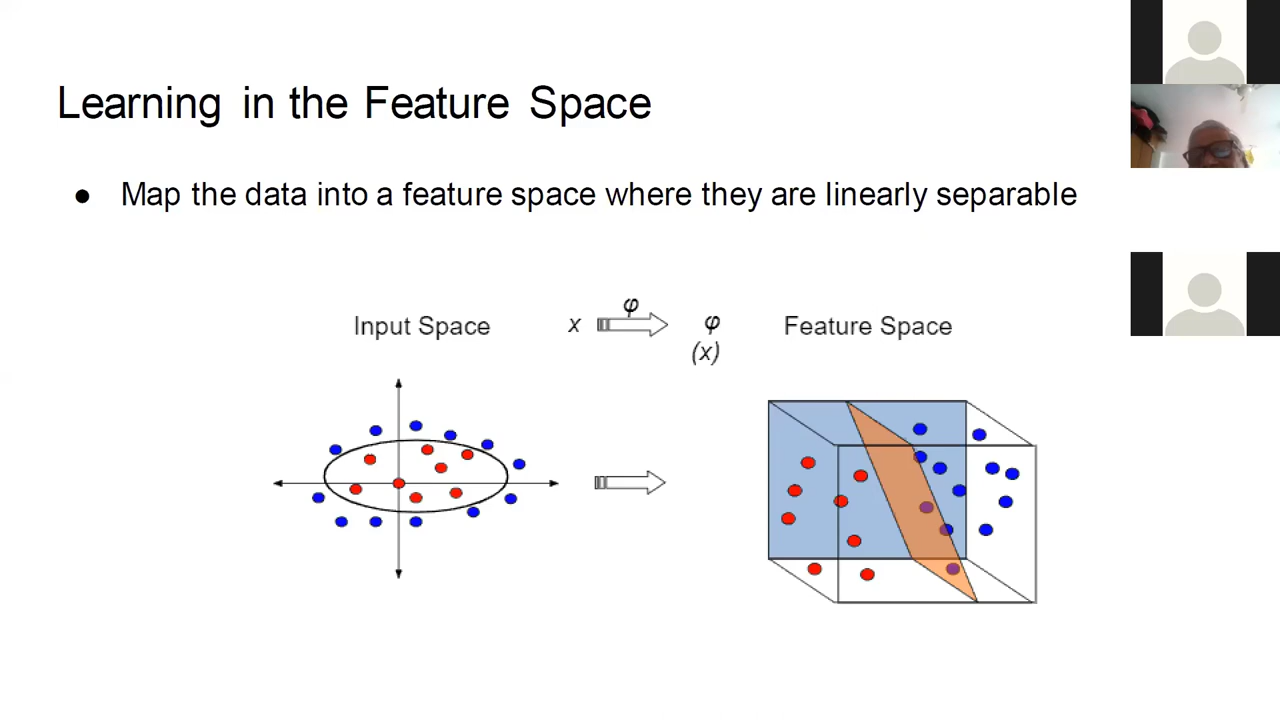 Learning in the Feature Space
● Map the data into a feature space where they are linearly separable
φ
Input Space x φ Feature Space
(x)